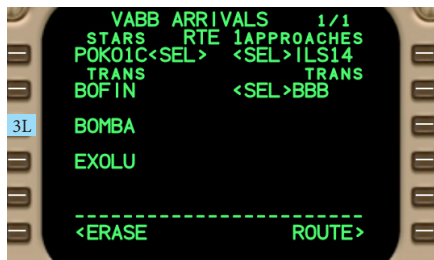 VABB ARRIVALS 1/1
STARS RTE 1APPROACHES
POKO1C<SEL> <SEL>ILS14
TRANS TRANS
BOFIN <SEL>BBB
3L BOMBA
EXOLU
--------------------------
<ERASE ROUTE>